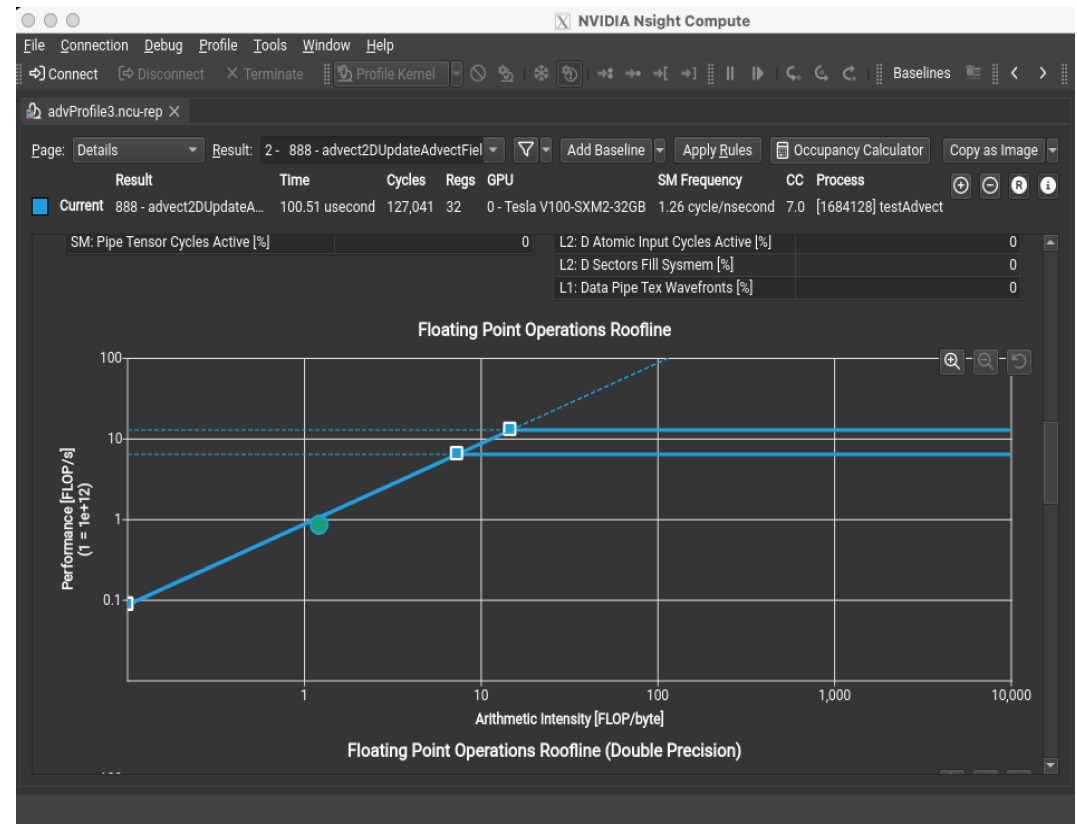 NVIDIA Nsight Compute
File Connection Debug Profile Tools Window Help
Connect Disconnect Terminate Profile Kernel Baselines
advProfile3.ncu-rep
Page: Details Result: 2 - 888 - advect2DUpdateAdvectFiel Add Baseline Apply Rules Occupancy Calculator Copy as Image
Result Time Cycles Regs GPU SM Frequency CC Process
Current 888 - advect2DUpdateA... 100.51 usecond 127,041 32 0 - Tesla V100-SXM2-32GB 1.26 cycle/nsecond 7.0 [1684128] testAdvect
SM: Pipe Tensor Cycles Active [%] 0 L2: D Atomic Input Cycles Active [%] 0
L2: D Sectors Fill Sysmem [%] 0
L1: Data Pipe Tex Wavefronts [%] 0
Floating Point Operations Roofline
100
10
1
0.1
Performance [FLOP/s]
(1 = 1e+12)
1 10 100 1,000 10,000
Arithmetic Intensity [FLOP/byte]
Floating Point Operations Roofline (Double Precision)